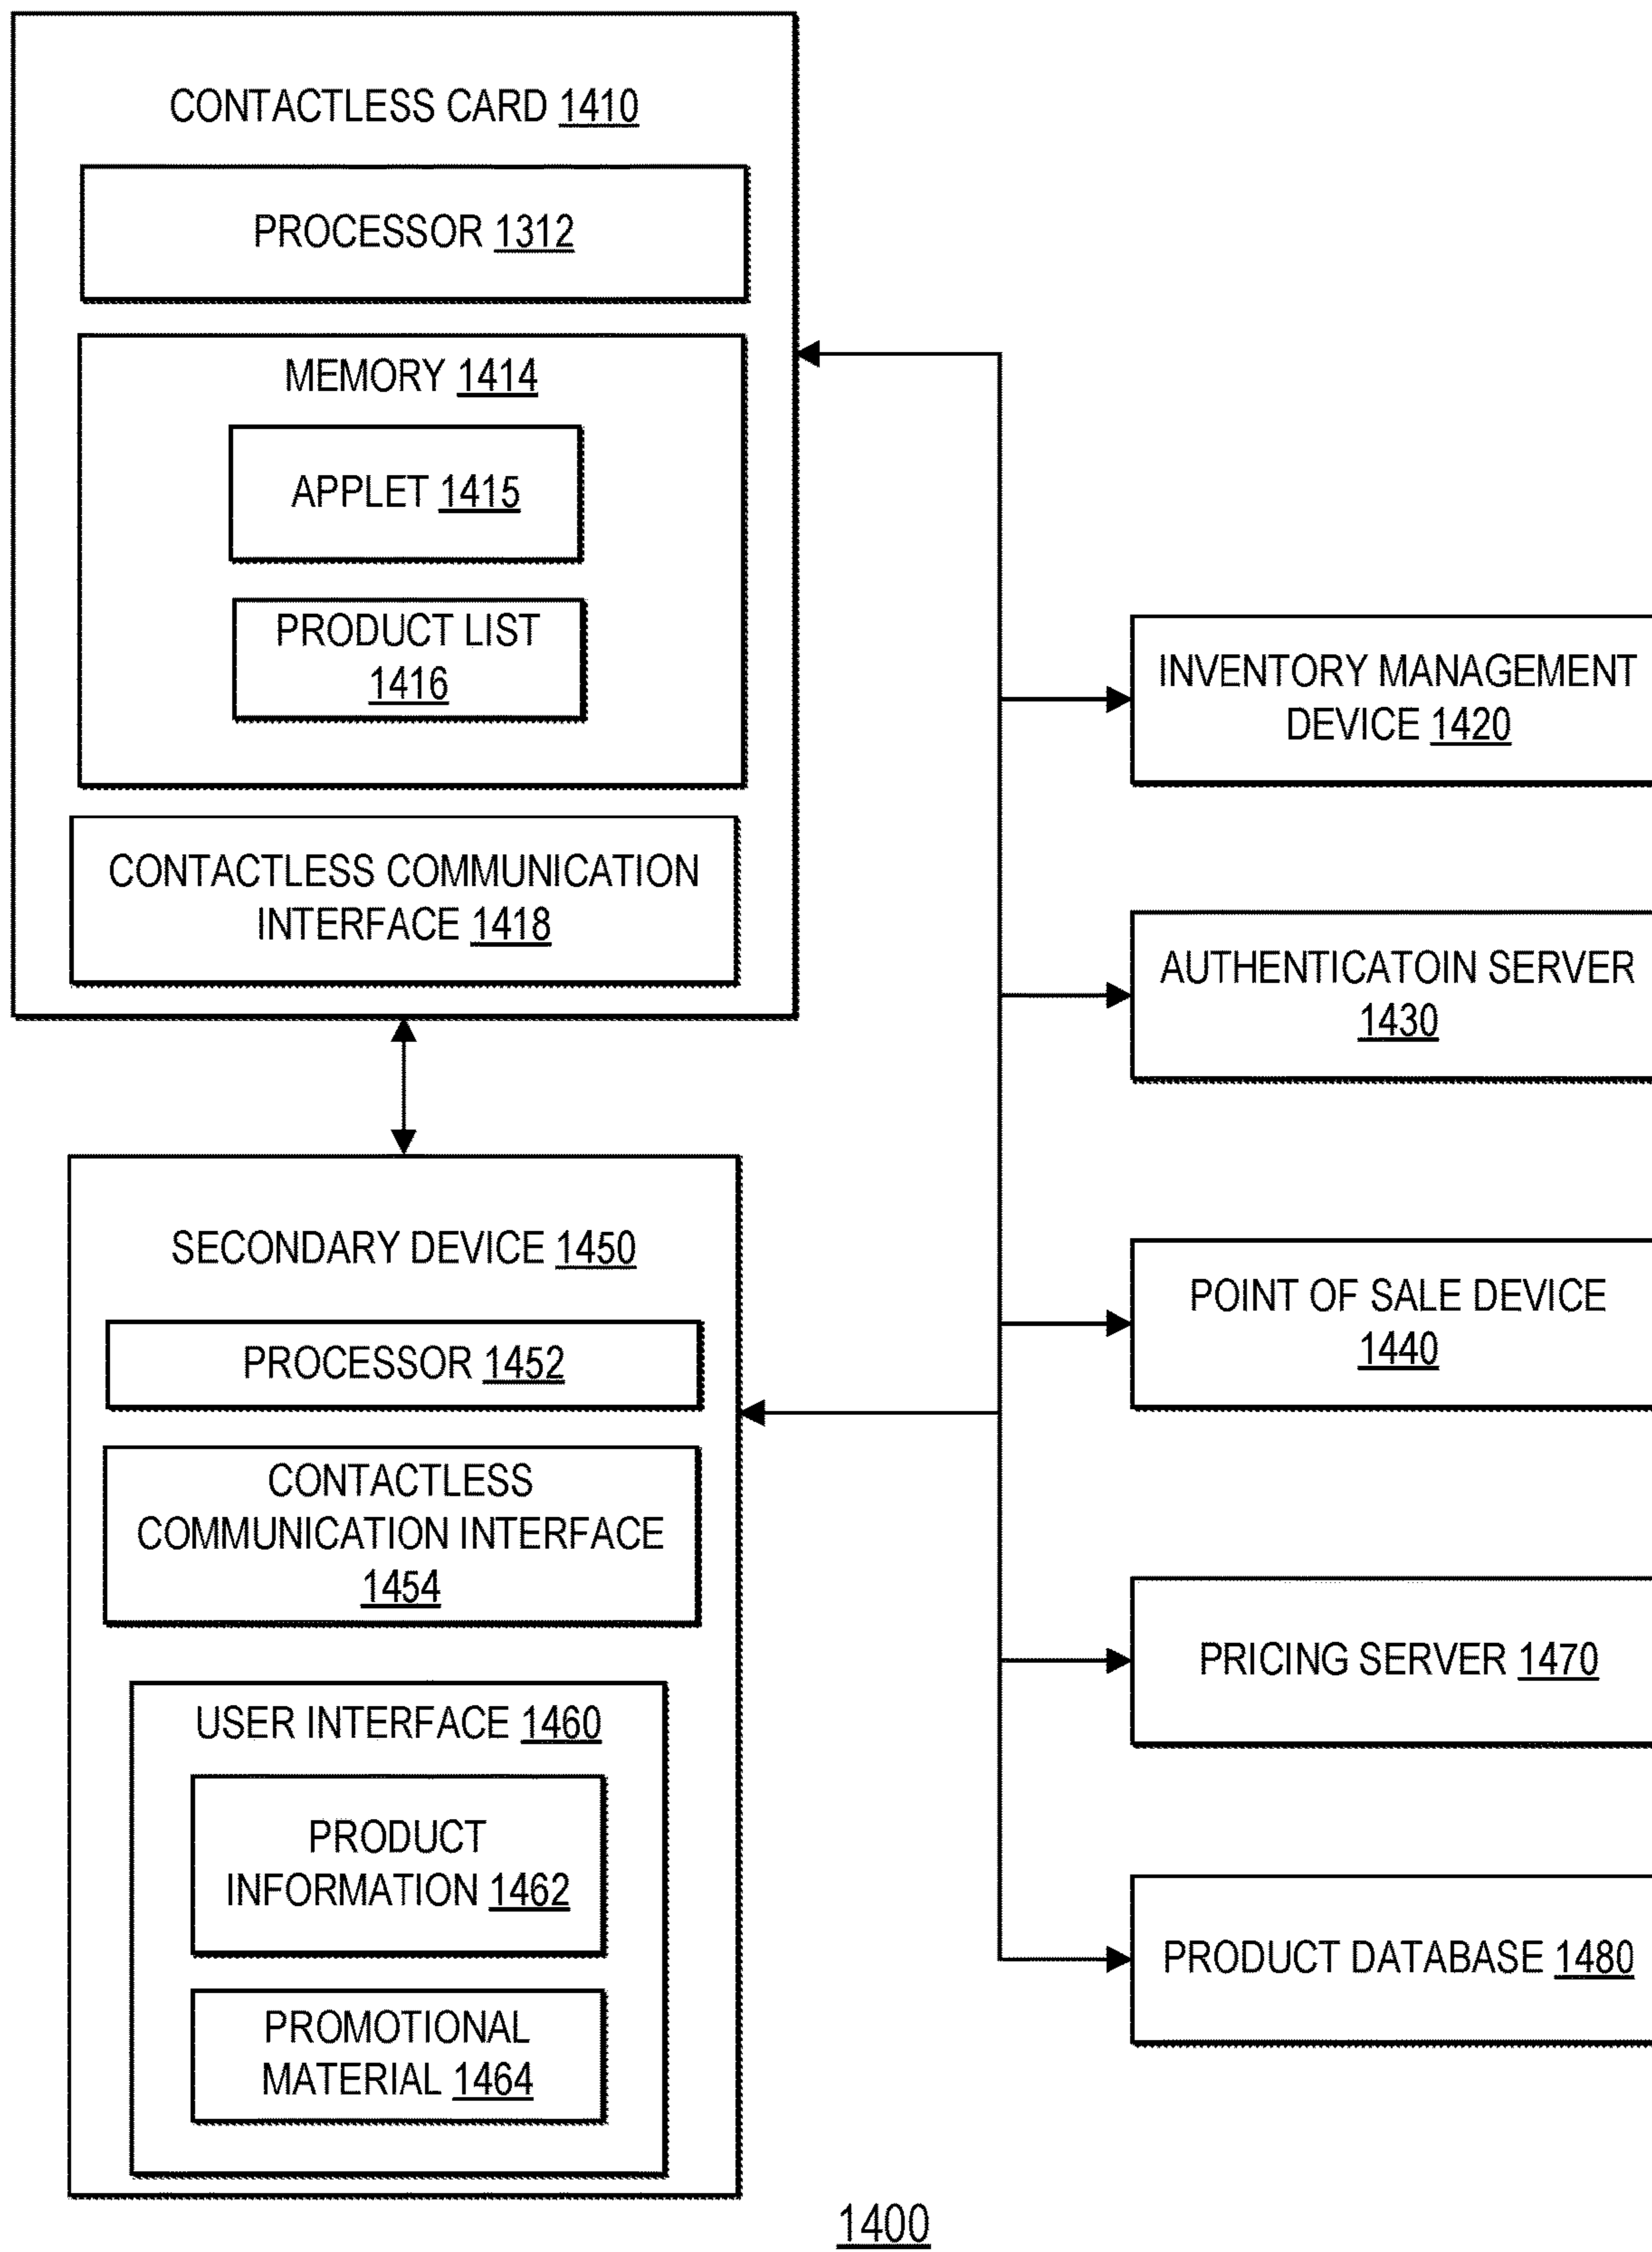 CONTACTLESS CARD 1410
PROCESSOR 1312
MEMORY 1414
APPLET 1415
PRODUCT LIST
1416
CONTACTLESS COMMUNICATION
INTERFACE 1418
SECONDARY DEVICE 1450
PROCESSOR 1452
CONTACTLESS
COMMUNICATION INTERFACE
1454
USER INTERFACE 1460
PRODUCT
INFORMATION 1462
PROMOTIONAL
MATERIAL 1464
INVENTORY MANAGEMENT
DEVICE 1420
AUTHENTICATOIN SERVER
1430
POINT OF SALE DEVICE
1440
PRICING SERVER 1470
PRODUCT DATABASE 1480
1400